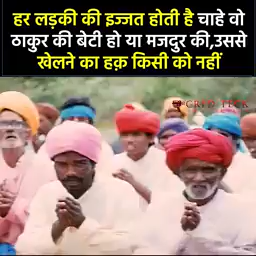 हर लड़की की इज्जत होती है चाहे वो
ठाकुर की बेटी हो या मजदुर की,उससे
खेलने का हक़ किसी को नहीं